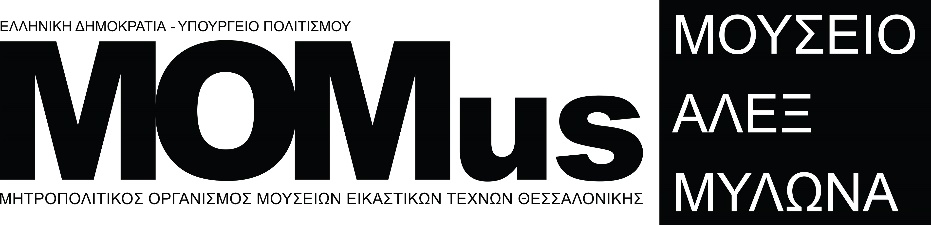 ΕΛΛΗΝΙΚΗ ΔΗΜΟΚΡΑΤΙΑ - ΥΠΟΥΡΓΕΙΟ ΠΟΛΙΤΙΣΜΟΥ
MOMus
ΜΗΤΡΟΠΟΛΙΤΙΚΟΣ ΟΡΓΑΝΙΣΜΟΣ ΜΟΥΣΕΙΩΝ ΕΙΚΑΣΤΙΚΩΝ ΤΕΧΝΩΝ ΘΕΣΣΑΛΟΝΙΚΗΣ
ΜΟΥΣΕΙΟ
ΑΛΕΞ
ΜΥΛΩΝΑ